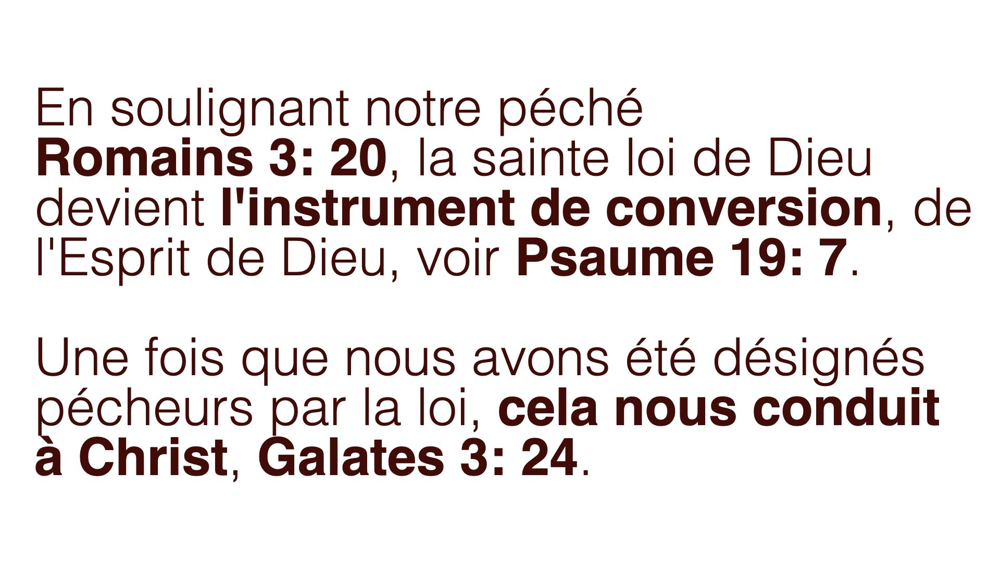 En soulignant notre péché
Romains 3: 20, la sainte loi de Dieu
devient l'instrument de conversion, de
l'Esprit de Dieu, voir Psaume 19: 7.
Une fois que nous avons été désignés
pécheurs par la loi, cela nous conduit
à Christ, Galates 3: 24.